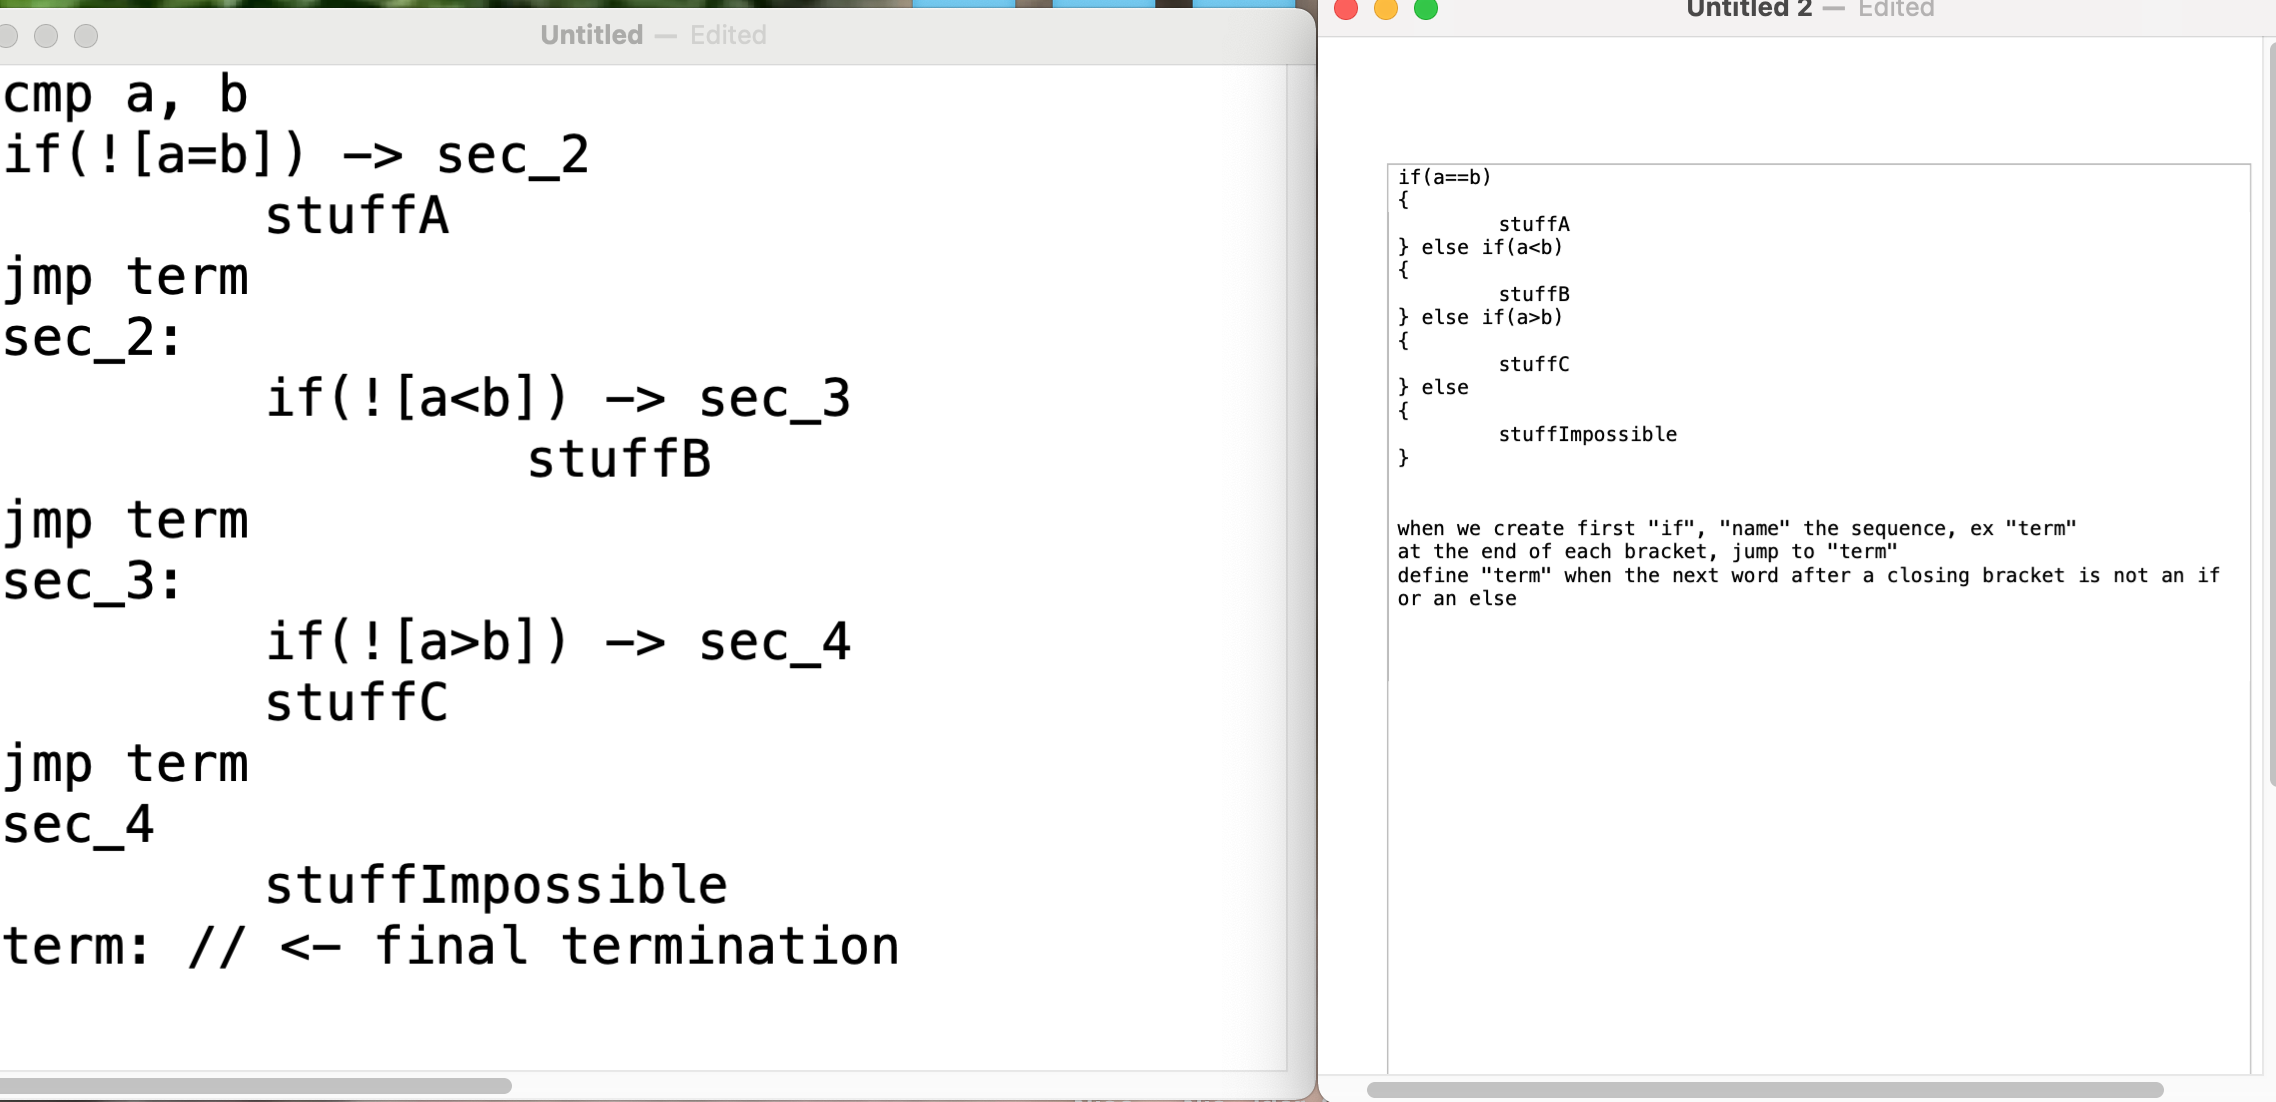 Untitled — Edited
cmp a, b
if(![a=b]) —> sec_2
stuffA
jmp term
sec_2:
if(![a<b]) —> sec_3
stuffB
jmp term
sec_3:
if(![a>b]) —> sec_4
stuffC
jmp term
sec_4
stuffImpossible
term: // <— final termination
Untitled 2 — Edited
if(a==b)
{
stuffA
} else if(a<b)
{
stuffB
} else if(a>b)
{
stuffC
} else
{
stuffImpossible
}
when we create first "if", "name" the sequence, ex "term"
at the end of each bracket, jump to "term"
define "term" when the next word after a closing bracket is not an if
or an else